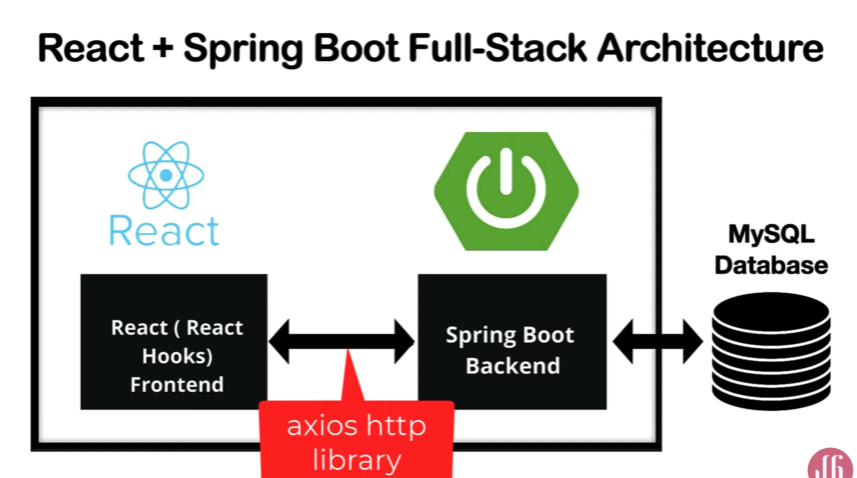 React + Spring Boot Full-Stack Architecture
React
MySQL
Database
React ( React
Hooks)
Frontend
Spring Boot
Backend
axios http
library